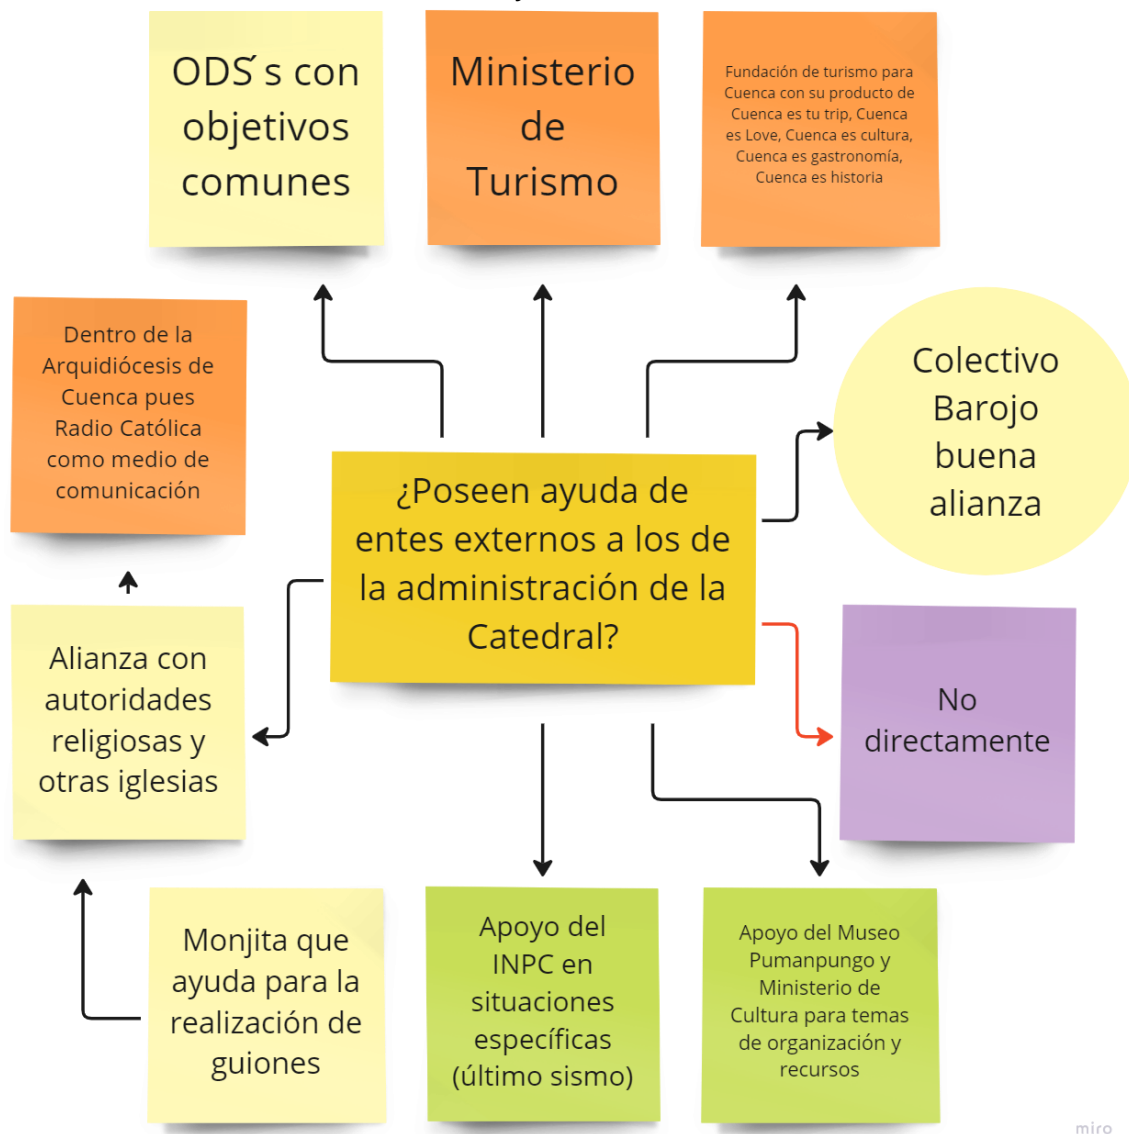 ODS´s con
objetivos
comunes
Ministerio
de
Turismo
Fundación de turismo para
Cuenca con su producto de
Cuenca es tu trip, Cuenca
es Love, Cuenca es cultura,
Cuenca es gastronomía,
Cuenca es historia
Dentro de la
Arquidiócesis de
Cuenca pues
Radio Católica
como medio de
comunicación
Colectivo
Barojo
buena
alianza
¿Poseen ayuda de
entes externos a los de
la administración de la
Catedral?
Alianza con
autoridades
religiosas y
otras iglesias
No
directamente
Monjita que
ayuda para la
realización de
guiones
Apoyo del
INPC en
situaciones
específicas
(último sismo)
Apoyo del Museo
Pumanpungo y
Ministerio de
Cultura para temas
de organización y
recursos
miro